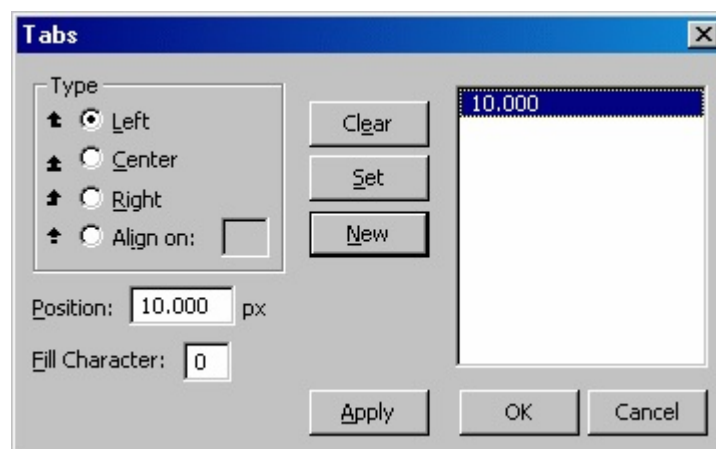 Tabs
Type
Left
Center
Right
Align on:
Position: 10.000 px
Fill Character: 0
Clear
Set
New
10.000
Apply
OK
Cancel